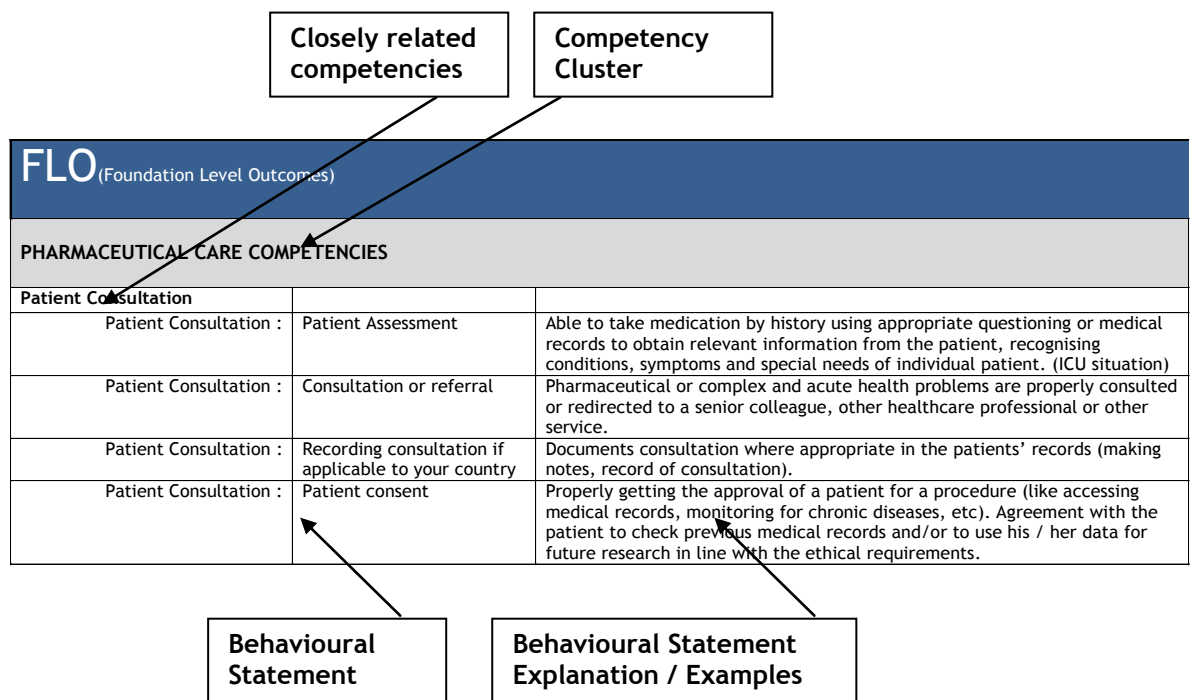 Closely related
competencies
Competency
Cluster
FLO(Foundation Level Outcomes)
PHARMACEUTICAL CARE COMPETENCIES
Patient Consultation
Patient Consultation :
Patient Assessment
Able to take medication by history using appropriate questioning or medical
records to obtain relevant information from the patient, recognising
conditions, symptoms and special needs of individual patient. (ICU situation)
Patient Consultation :
Consultation or referral
Pharmaceutical or complex and acute health problems are properly consulted
or redirected to a senior colleague, other healthcare professional or other
service.
Patient Consultation :
Recording consultation if
applicable to your country
Documents consultation where appropriate in the patients’ records (making
notes, record of consultation).
Patient Consultation :
Patient consent
Properly getting the approval of a patient for a procedure (like accessing
medical records, monitoring for chronic diseases, etc). Agreement with the
patient to check previous medical records and/or to use his / her data for
future research in line with the ethical requirements.
Behavioural
Statement
Behavioural Statement
Explanation / Examples